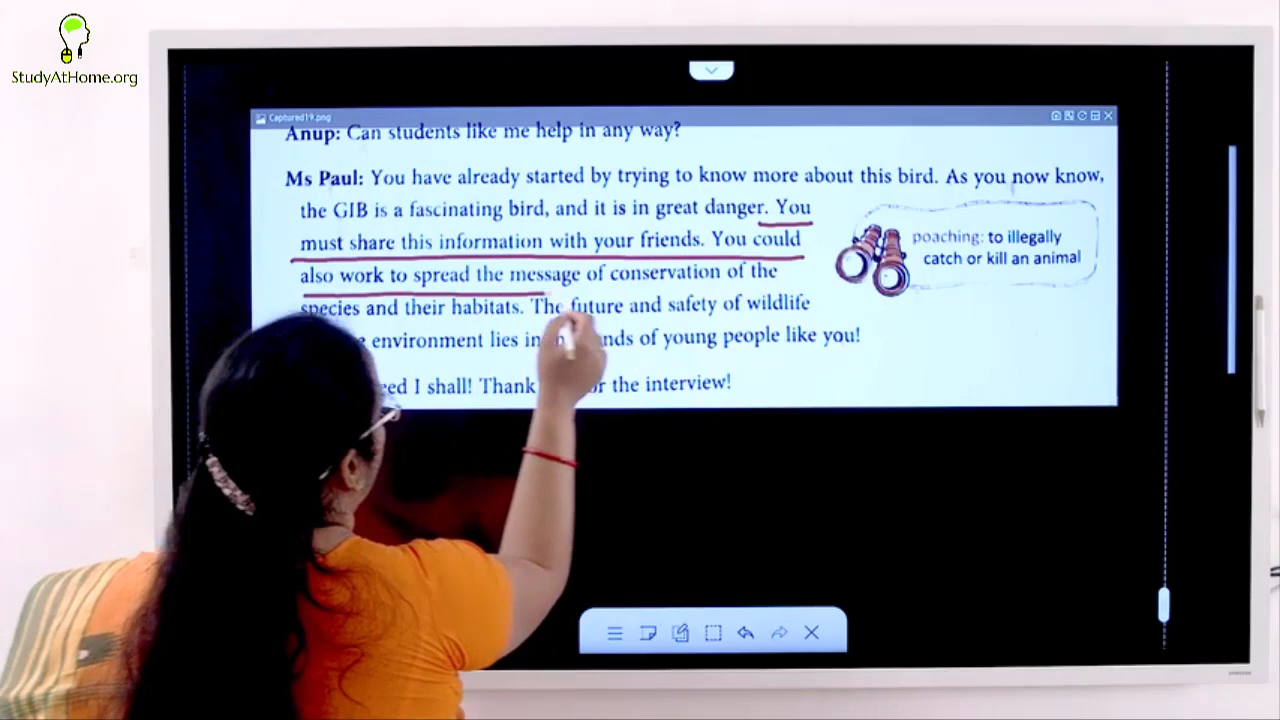 StudyAtHome.org
Captured19.png
Anup: Can students like me help in any way?
Ms Paul: You have already started by trying to know more about this bird. As you now know,
the GIB is a fascinating bird, and it is in great danger. You
must share this information with your friends. You could
also work to spread the message of conservation of the
species and their habitats. The future and safety of wildlife
environment lies in nds of young people like you!
I shall! Thank the interview!
poaching: to illegally
catch or kill an animal